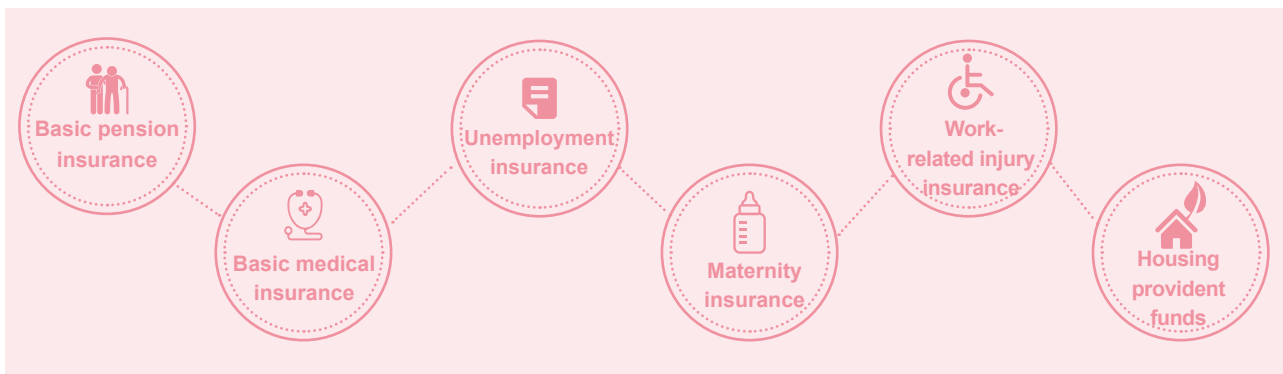 Basic pension
insurance
Basic medical
insurance
Unemployment
insurance
Maternity
insurance
Work-
related injury
insurance
Housing
provident
funds